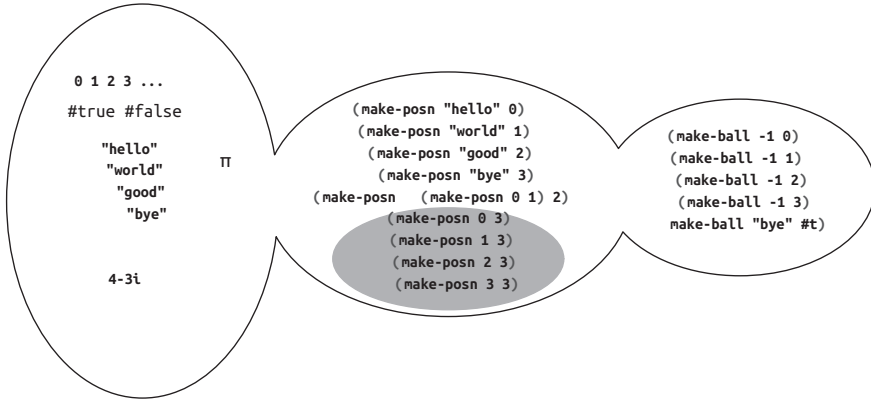 0 1 2 3 ...
#true #false
"hello"
"world"
"good"
"bye"
π
4-3i
(make-posn "hello" 0)
(make-posn "world" 1)
(make-posn "good" 2)
(make-posn "bye" 3)
(make-posn (make-posn 0 1) 2)
(make-posn 0 3)
(make-posn 1 3)
(make-posn 2 3)
(make-posn 3 3)
(make-ball -1 0)
(make-ball -1 1)
(make-ball -1 2)
(make-ball -1 3)
make-ball "bye" #t)